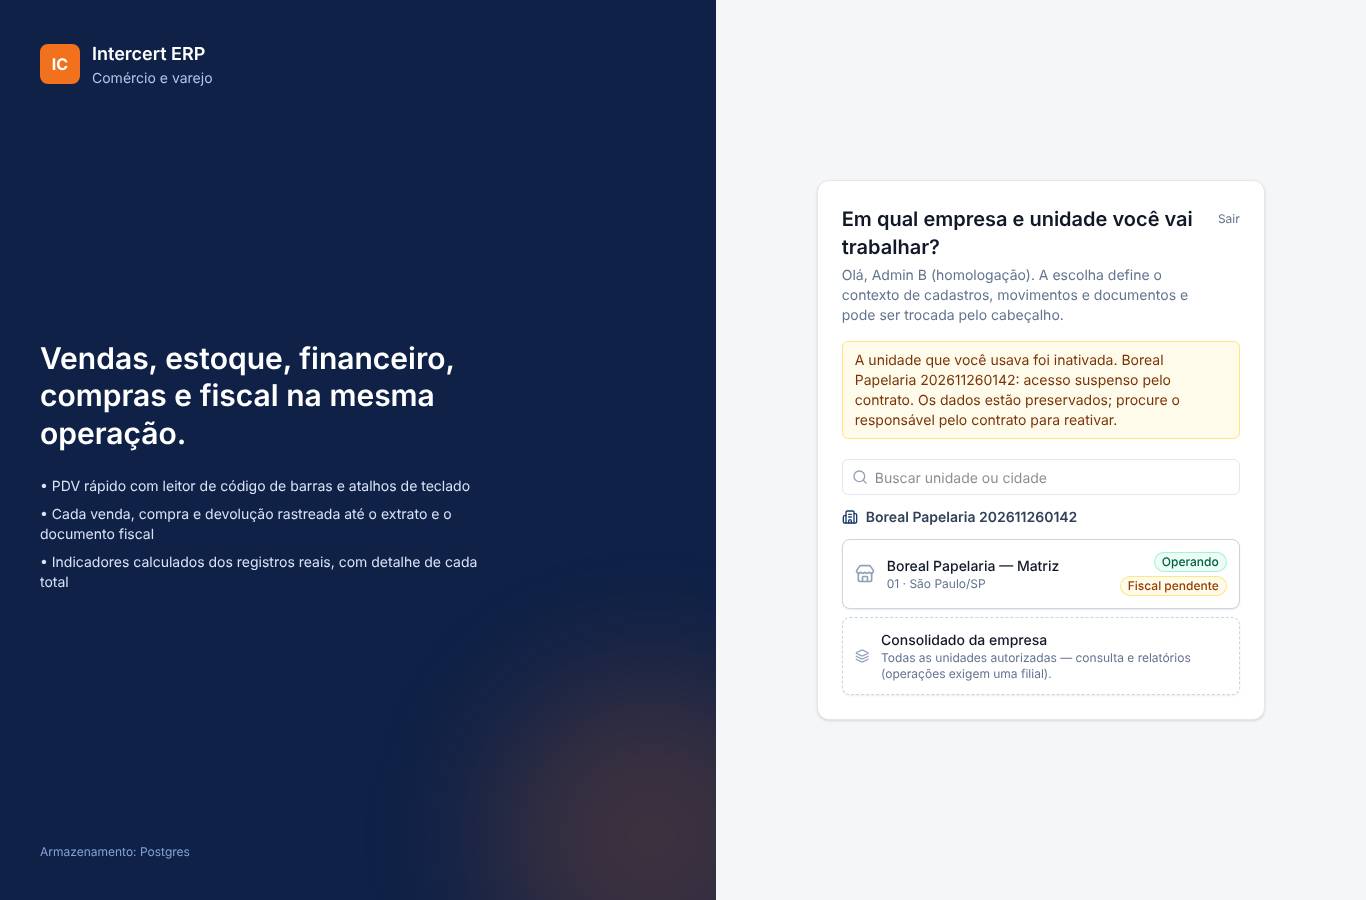 IC
Intercert ERP
Comércio e varejo
Vendas, estoque, financeiro,
compras e fiscal na mesma
operação.
• PDV rápido com leitor de código de barras e atalhos de teclado
• Cada venda, compra e devolução rastreada até o extrato e o
documento fiscal
• Indicadores calculados dos registros reais, com detalhe de cada
total
Armazenamento: Postgres
Em qual empresa e unidade você vai
trabalhar?
Sair
Olá, Admin B (homologação). A escolha define o
contexto de cadastros, movimentos e documentos e
pode ser trocada pelo cabeçalho.
A unidade que você usava foi inativada. Boreal
Papelaria 202611260142: acesso suspenso pelo
contrato. Os dados estão preservados; procure o
responsável pelo contrato para reativar.
Buscar unidade ou cidade
Boreal Papelaria 202611260142
Boreal Papelaria — Matriz
01 · São Paulo/SP
Operando
Fiscal pendente
Consolidado da empresa
Todas as unidades autorizadas — consulta e relatórios
(operações exigem uma filial).